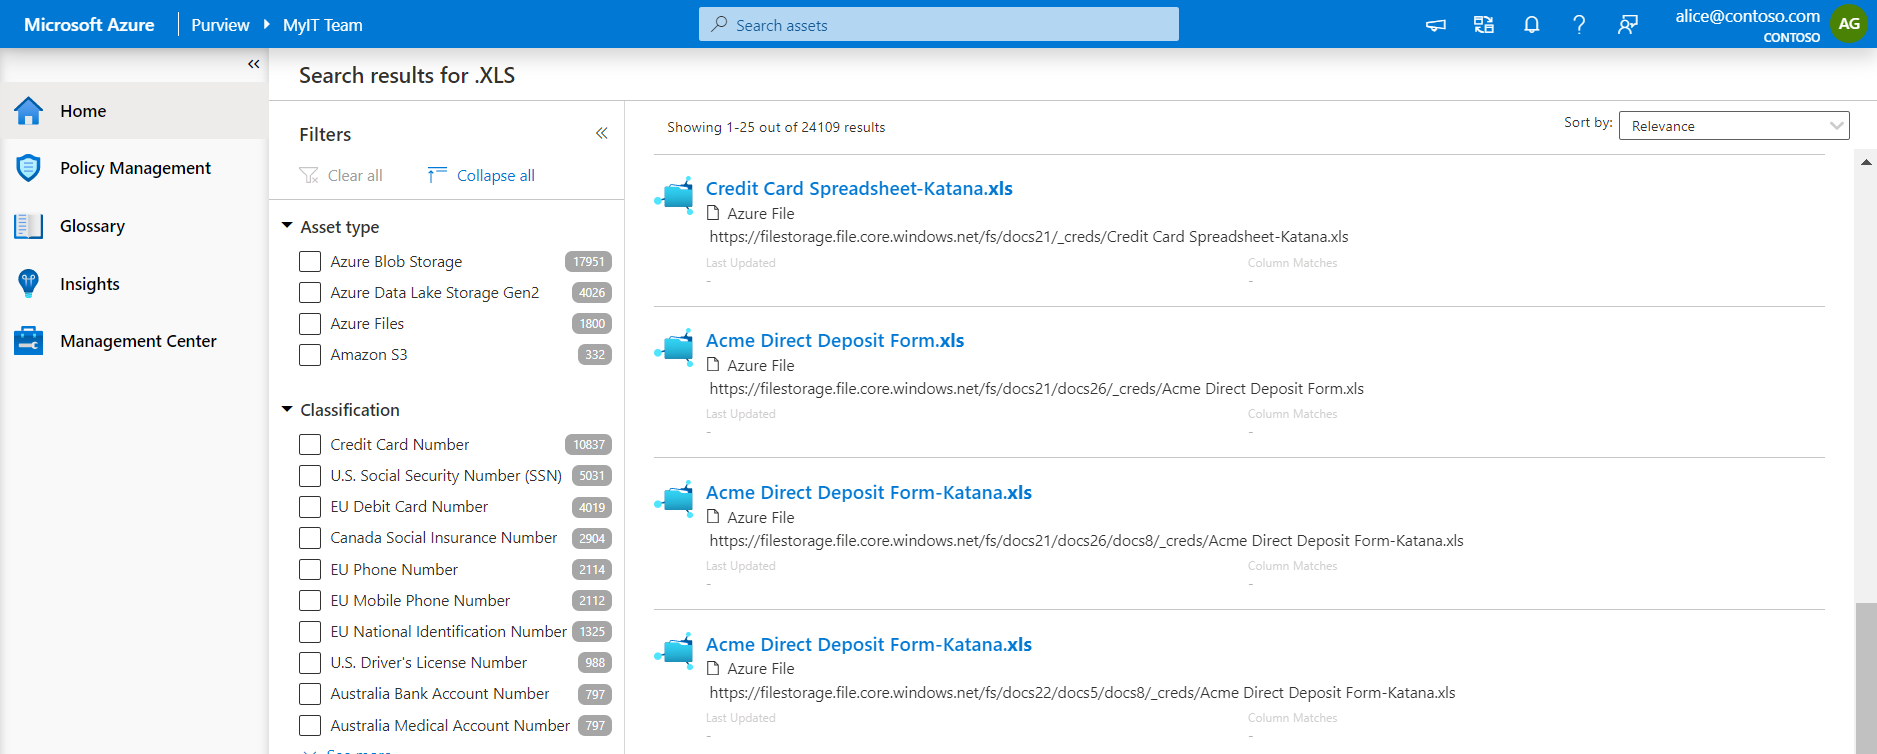 Microsoft Azure
Purview
MyIT Team
Search assets
alice@contoso.com
CONTOSO
AG
Home
Policy Management
Glossary
Insights
Management Center
Search results for .XLS
Filters
Clear all
Collapse all
Asset type
Azure Blob Storage 17951
Azure Data Lake Storage Gen2 4026
Azure Files 1800
Amazon S3 332
Classification
Credit Card Number 10837
U.S. Social Security Number (SSN) 5031
EU Debit Card Number 4019
Canada Social Insurance Number 2904
EU Phone Number 2114
EU Mobile Phone Number 2112
EU National Identification Number 1325
U.S. Driver's License Number 988
Australia Bank Account Number 797
Australia Medical Account Number 797
See more
Showing 1-25 out of 24109 results
Sort by: Relevance
Credit Card Spreadsheet-Katana.xls
Azure File
https://filestorage.file.core.windows.net/fs/docs21/_creds/Credit Card Spreadsheet-Katana.xls
Last Updated Column Matches
- -
Acme Direct Deposit Form.xls
Azure File
https://filestorage.file.core.windows.net/fs/docs21/docs26/_creds/Acme Direct Deposit Form.xls
Last Updated Column Matches
- -
Acme Direct Deposit Form-Katana.xls
Azure File
https://filestorage.file.core.windows.net/fs/docs21/docs26/docs8/_creds/Acme Direct Deposit Form-Katana.xls
Last Updated Column Matches
- -
Acme Direct Deposit Form-Katana.xls
Azure File
https://filestorage.file.core.windows.net/fs/docs22/docs5/docs8/_creds/Acme Direct Deposit Form-Katana.xls
Last Updated Column Matches
- -